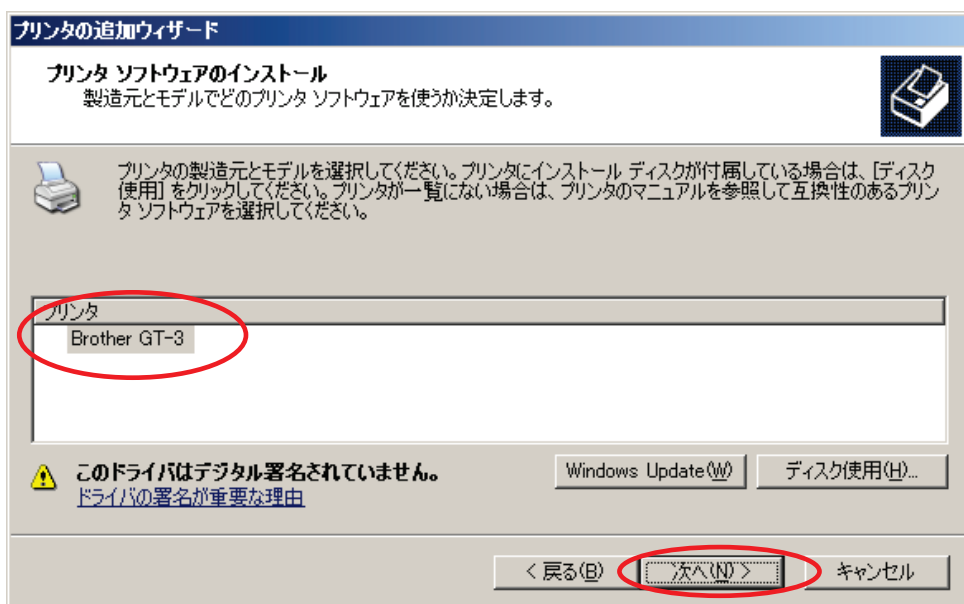 プリンタの追加ウィザード
プリンタ ソフトウェアのインストール
製造元とモデルでどのプリンタ ソフトウェアを使うか決定します。
プリンタの製造元とモデルを選択してください。プリンタにインストール ディスクが付属している場合は、[ディスク
使用] をクリックしてください。プリンタが一覧にない場合は、プリンタのマニュアルを参照して互換性のあるプリン
タ ソフトウェアを選択してください。
プリンタ
Brother GT-3
このドライバはデジタル署名されていません。
ドライバの署名が重要な理由
Windows Update(W)
ディスク使用(H)...
< 戻る(B)
次へ(N) >
キャンセル